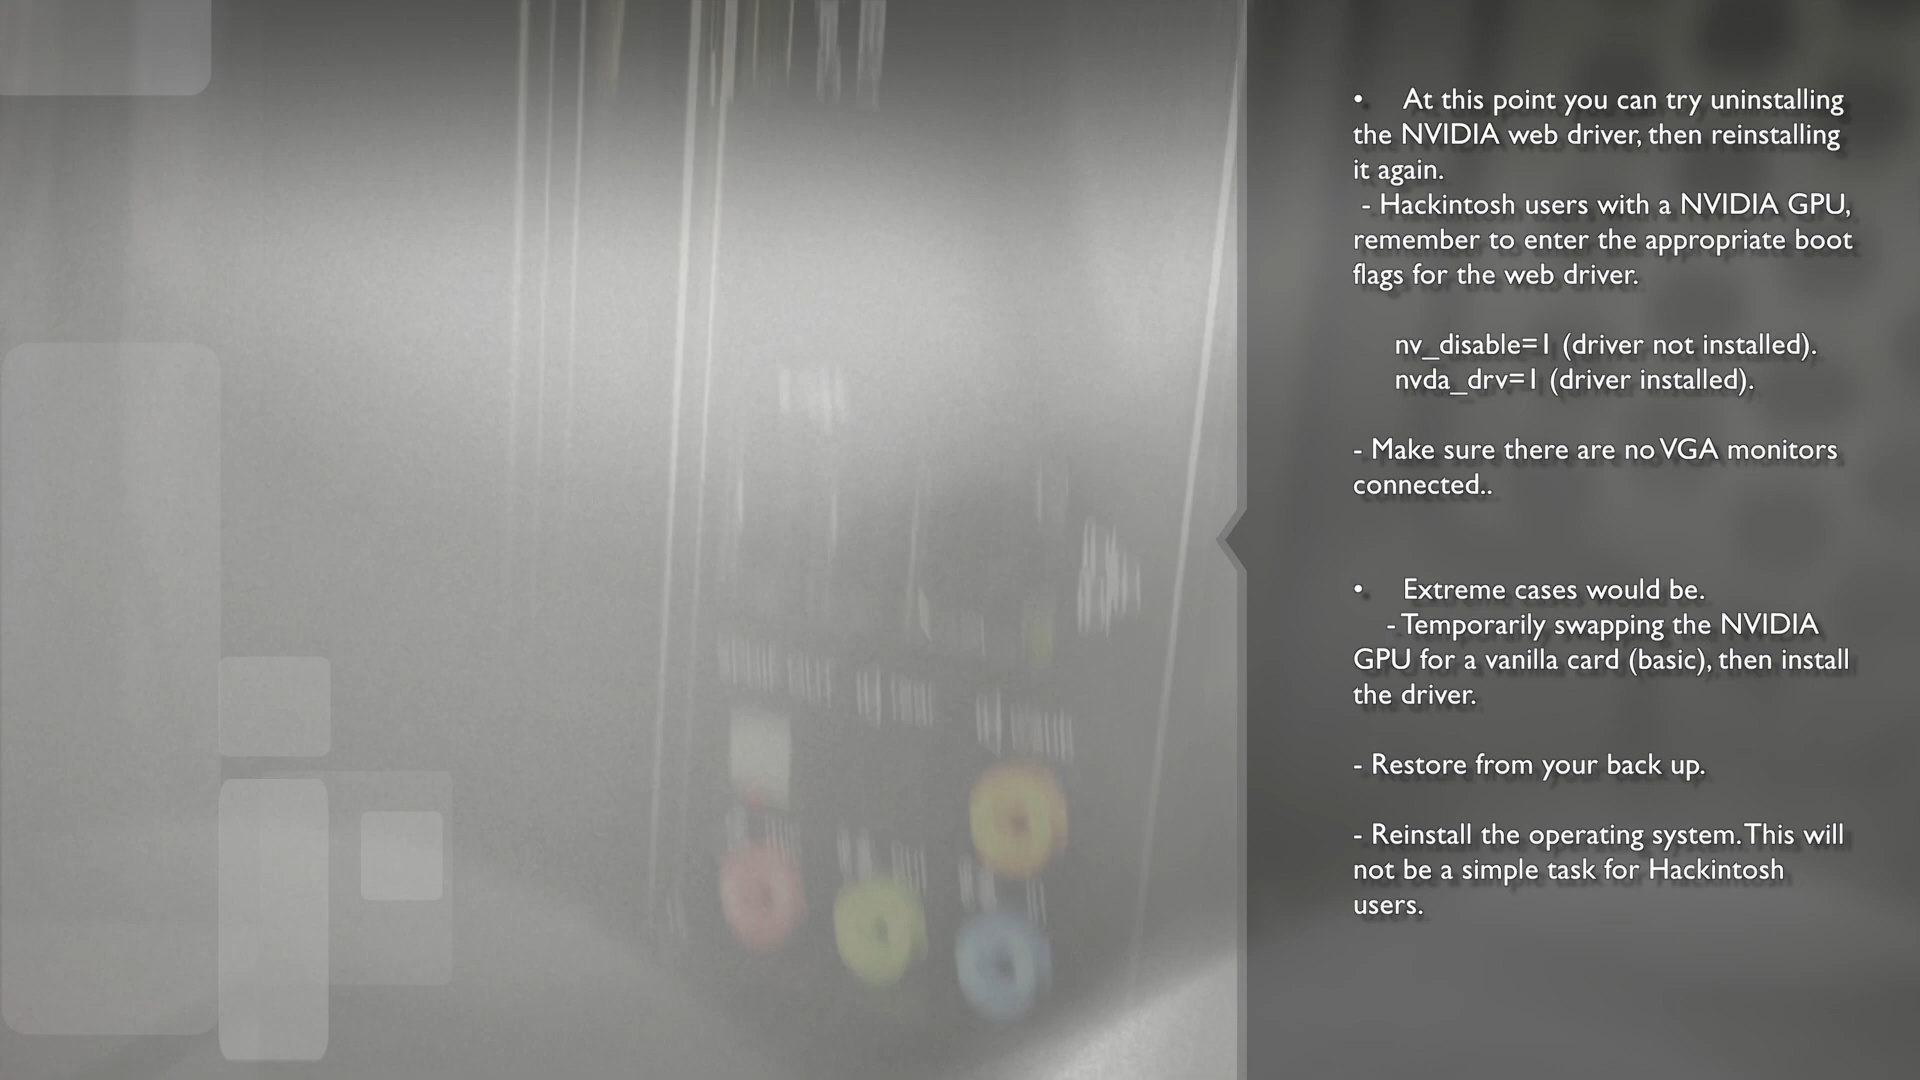 • At this point you can try uninstalling
the NVIDIA web driver, then reinstalling
it again.
- Hackintosh users with a NVIDIA GPU,
remember to enter the appropriate boot
flags for the web driver.
nv_disable=1 (driver not installed).
nvda_drv=1 (driver installed).
- Make sure there are no VGA monitors
connected..
• Extreme cases would be.
- Temporarily swapping the NVIDIA
GPU for a vanilla card (basic), then install
the driver.
- Restore from your back up.
- Reinstall the operating system. This will
not be a simple task for Hackintosh
users.